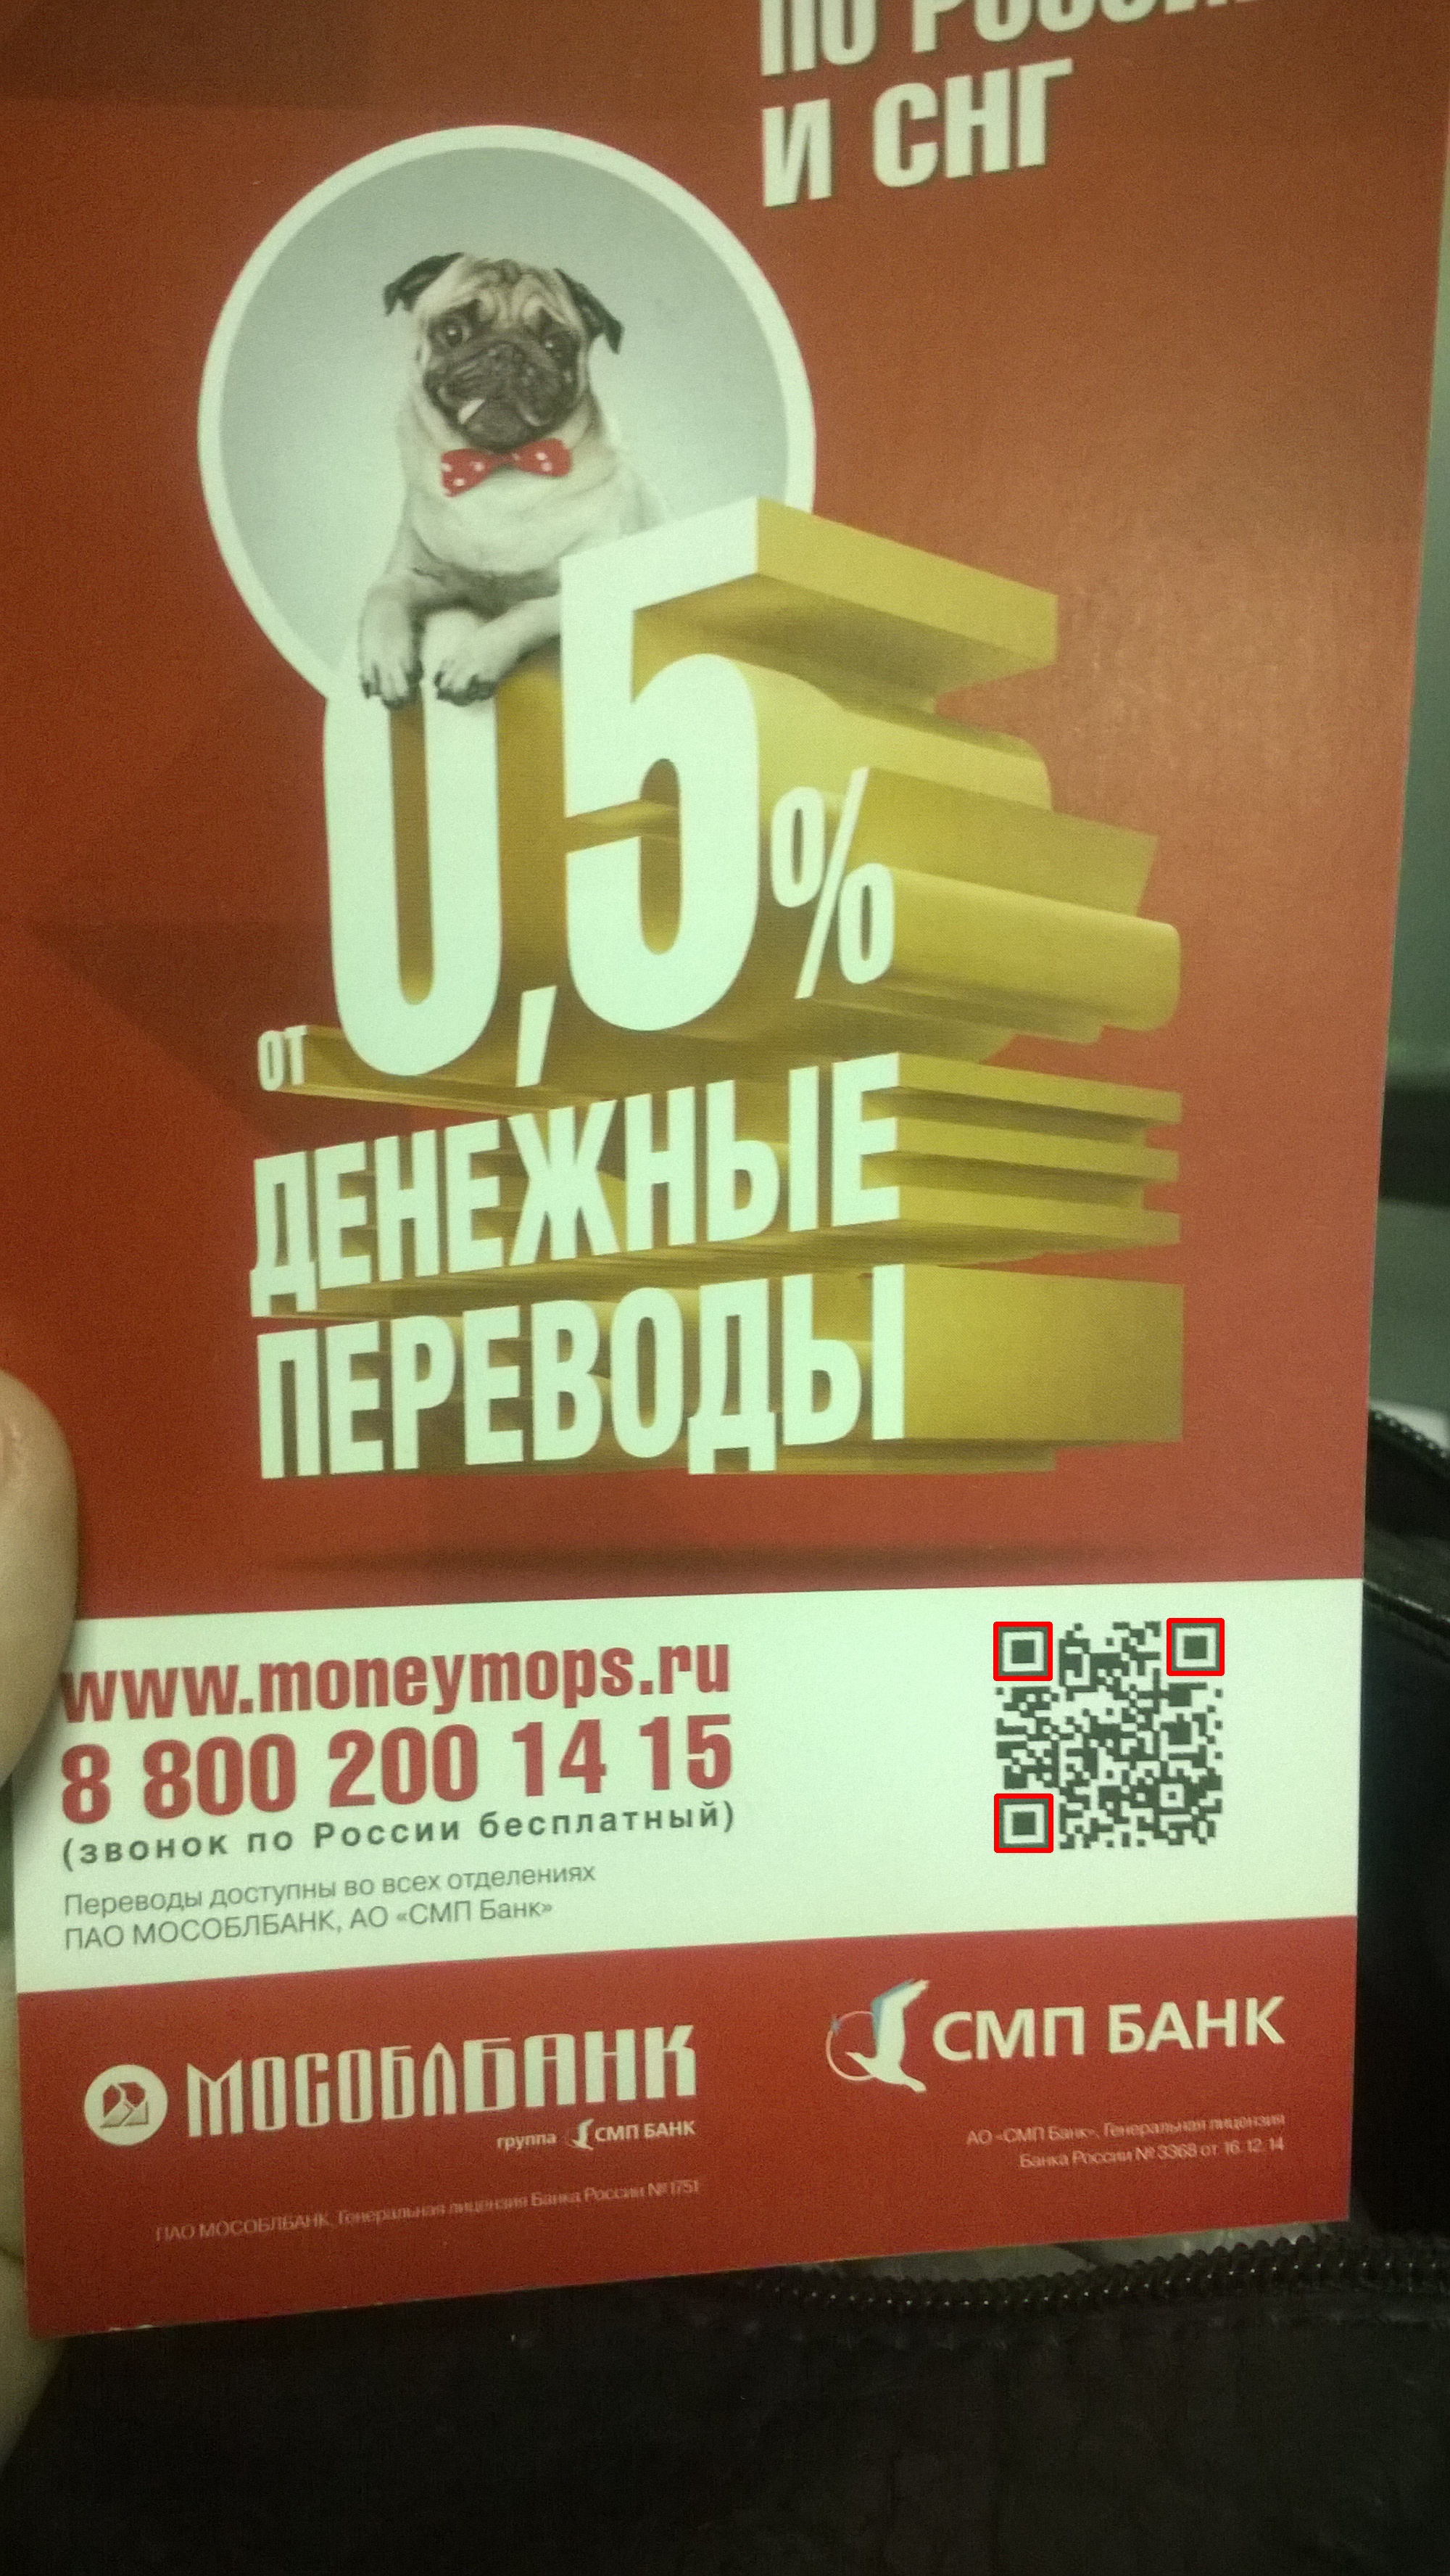 ПО РОССИИ
И СНГ
от 0,5%
ДЕНЕЖНЫЕ
ПЕРЕВОДЫ
www.moneymops.ru
8 800 200 14 15
(звонок по России бесплатный)
Переводы доступны во всех отделениях
ПАО МОСОБЛБАНК, АО «СМП Банк»
МОСОБЛБАНК
группа СМП БАНК
ПАО МОСОБЛБАНК, Генеральная лицензия Банка России № 1751
СМП БАНК
АО «СМП Банк». Генеральная лицензия
Банка России № 3368 от 16.12.14